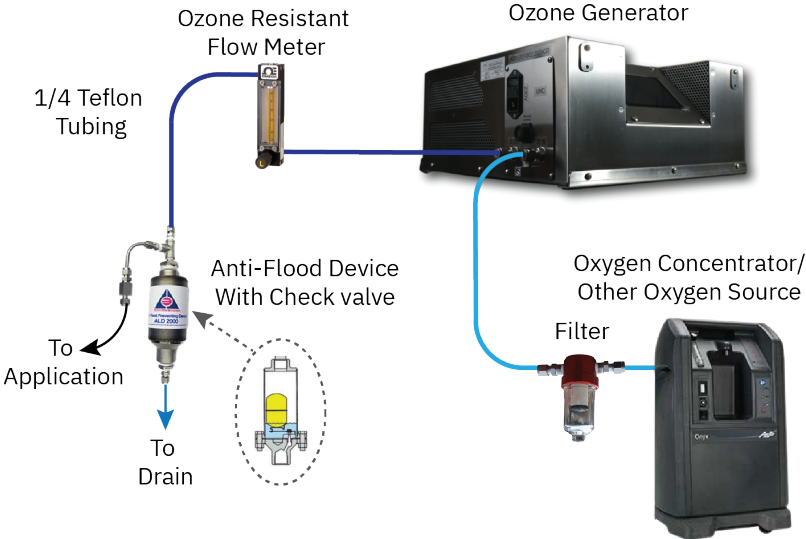 Ozone Resistant
Flow Meter
Ozone Generator
1/4 Teflon
Tubing
Anti-Flood Device
With Check valve
Oxygen Concentrator/
Other Oxygen Source
Filter
ALD 2000
Onyx
To
Application
To
Drain